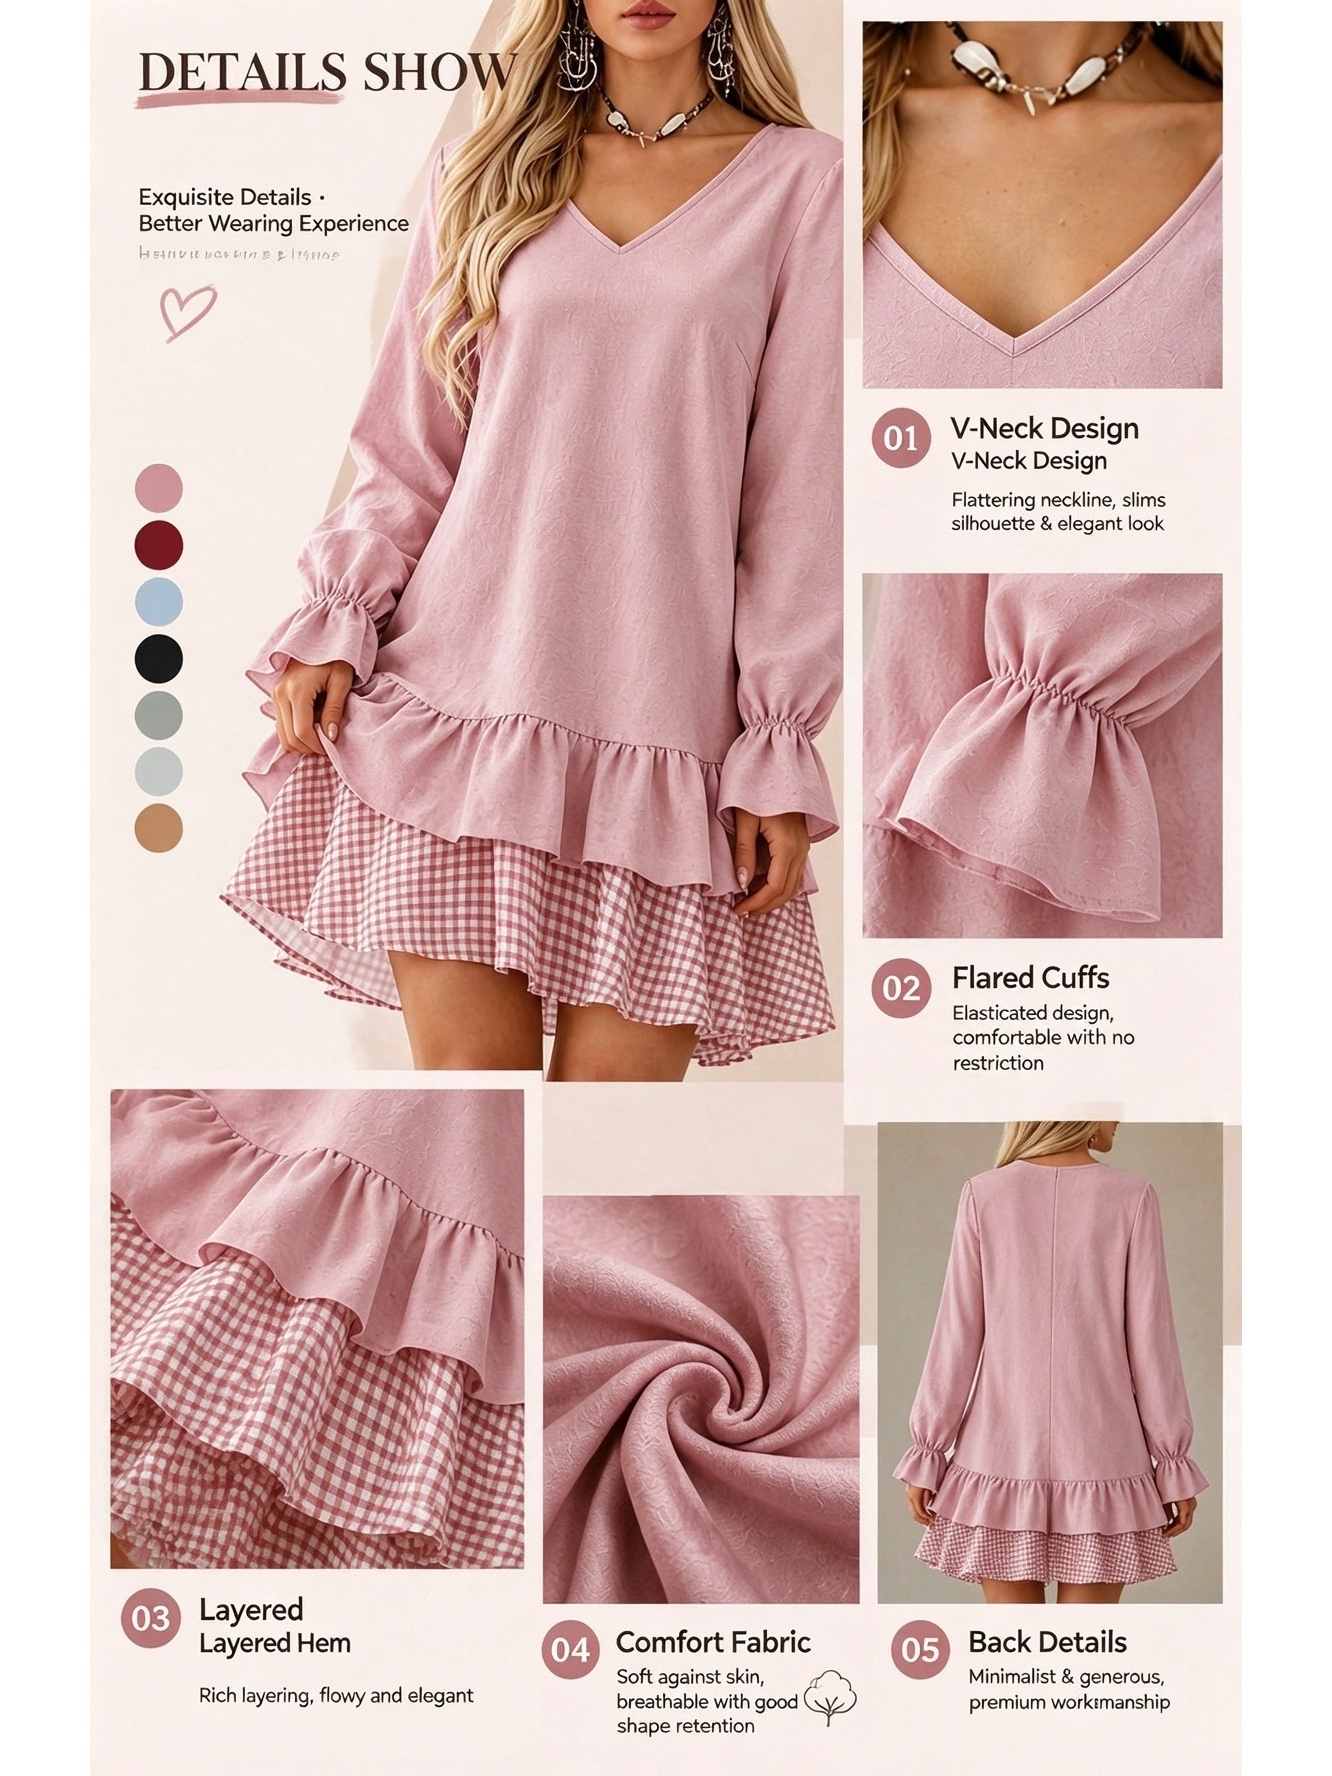 DETAILS SHOW
Exquisite Details ·
Better Wearing Experience
01
V-Neck Design
V-Neck Design
Flattering neckline, slims
silhouette & elegant look
02
Flared Cuffs
Elasticated design,
comfortable with no
restriction
03
Layered
Layered Hem
Rich layering, flowy and elegant
04
Comfort Fabric
Soft against skin,
breathable with good
shape retention
05
Back Details
Minimalist & generous,
premium workmanship